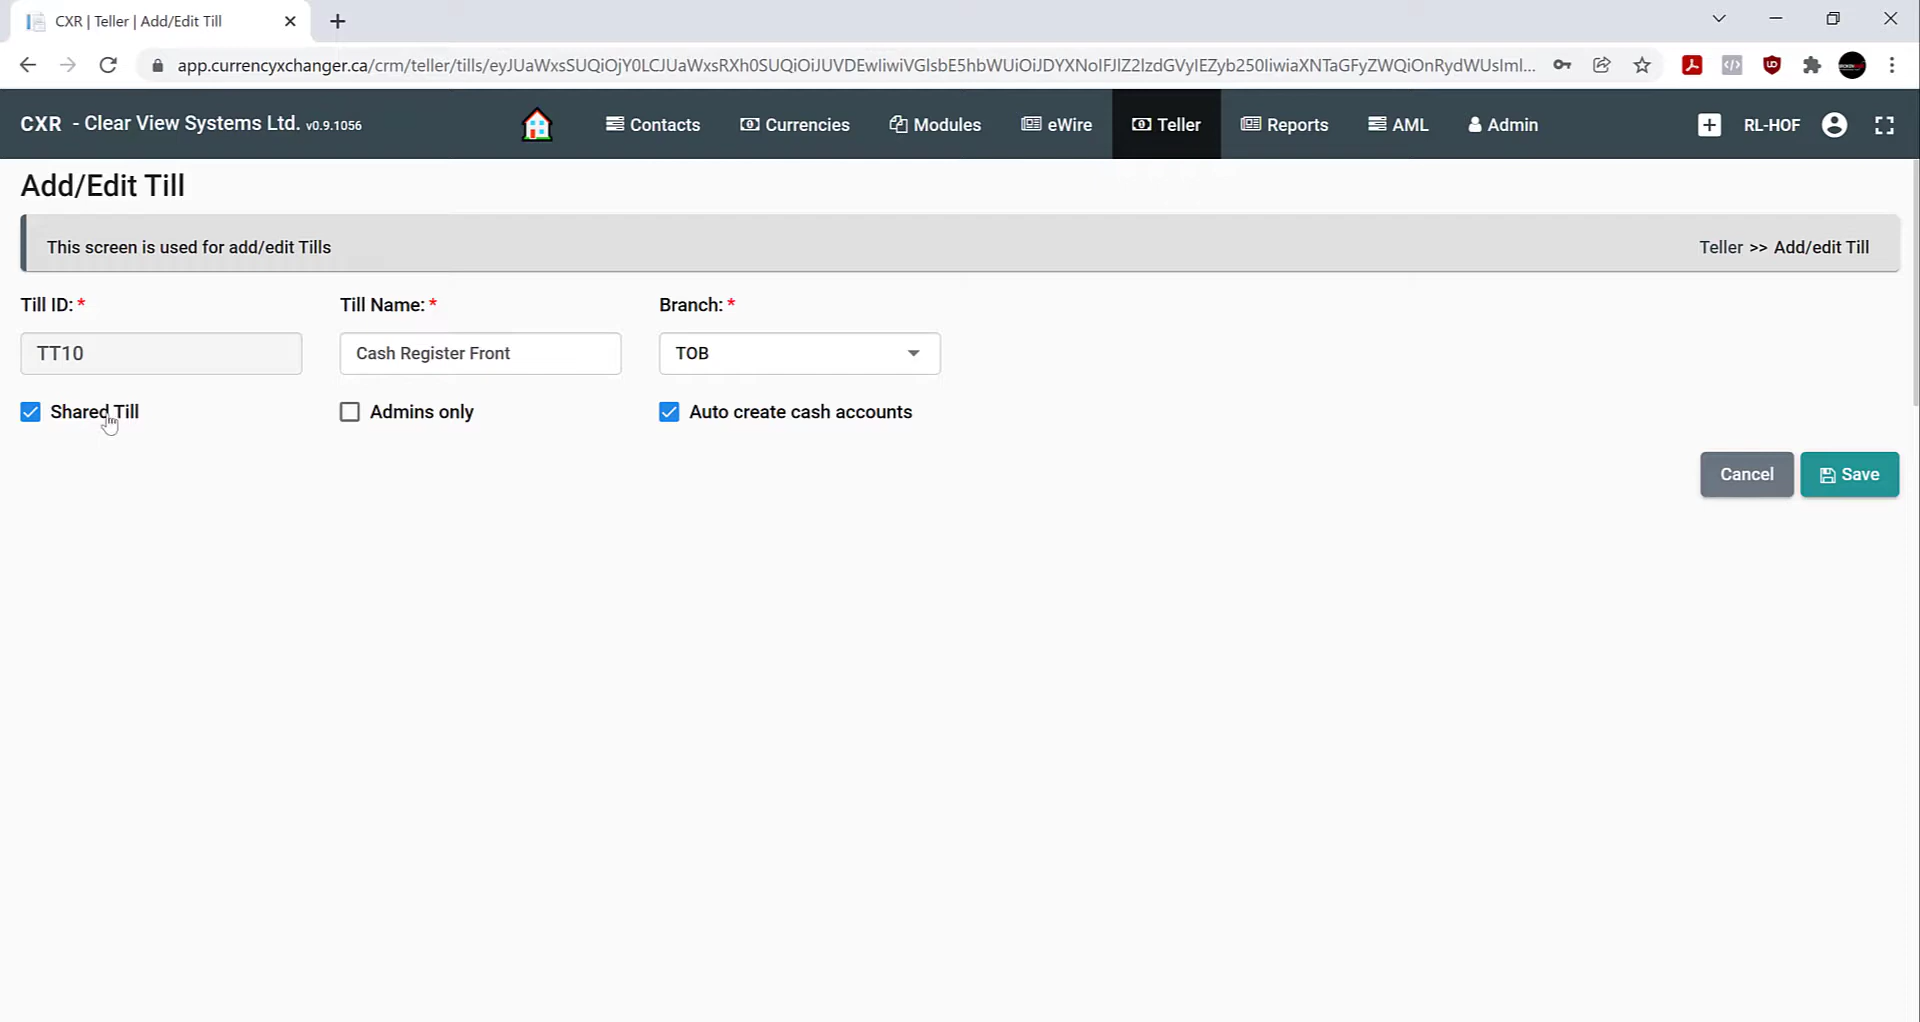 CXR | Teller | Add/Edit Till
app.currencyxchanger.ca/crm/teller/tills/
CXR - Clear View Systems Ltd. v0.9.1056
Contacts
Currencies
Modules
eWire
Teller
Reports
AML
Admin
RL-HOF
Add/Edit Till
This screen is used for add/edit Tills
Teller >> Add/edit Till
Till ID: *
Till Name: *
Branch: *
TT10
Cash Register Front
TOB
Shared Till
Admins only
Auto create cash accounts
Cancel
Save